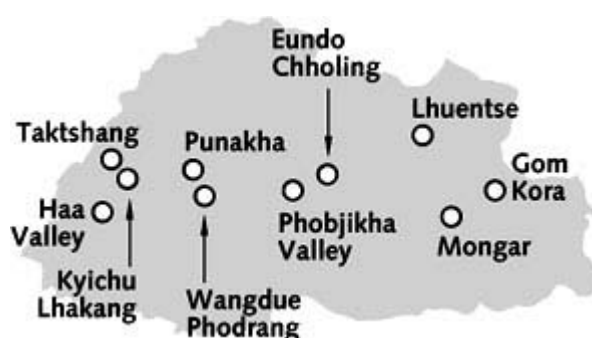 Eundo
Chholing
Lhuentse
Taktshang
Punakha
Gom
Kora
Haa
Valley
Phobjikha
Valley
Mongar
Kyichu
Lhakang
Wangdue
Phodrang